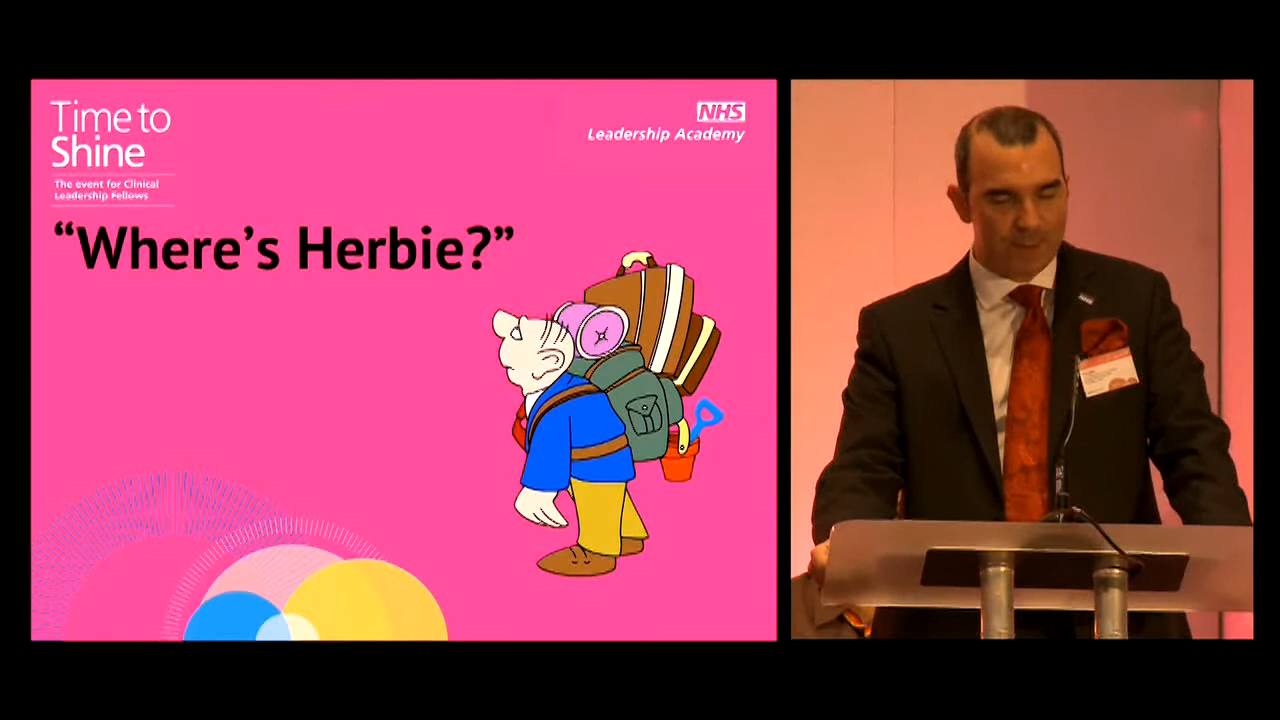 Time to
Shine
The event for Clinical
Leadership Fellows
NHS
Leadership Academy
“Where’s Herbie?”